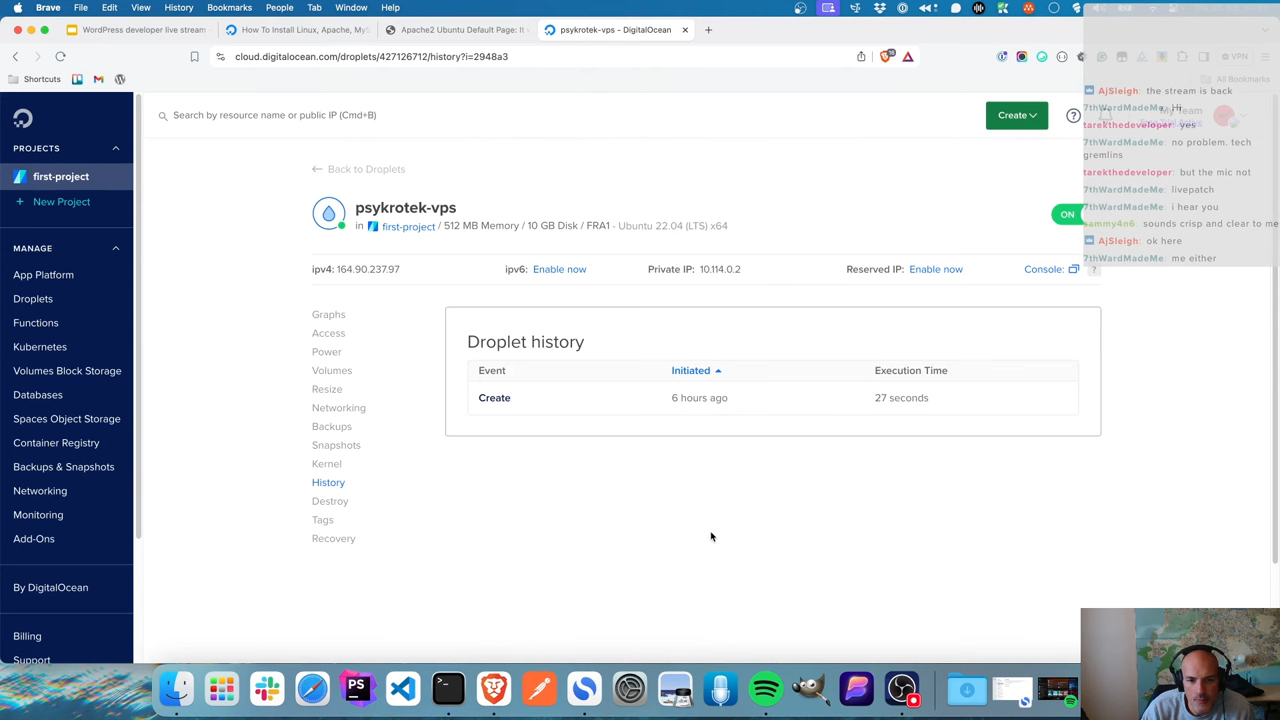 Brave File Edit View History Bookmarks People Tab Window Help
WordPress developer live stream
How To Install Linux, Apache, MyS
Apache2 Ubuntu Default Page: It
psykrotek-vps - DigitalOcean
cloud.digitalocean.com/droplets/427126712/history?i=2948a3
VPN
Shortcuts
All Bookmarks
PROJECTS
first-project
+ New Project
MANAGE
App Platform
Droplets
Functions
Kubernetes
Volumes Block Storage
Databases
Spaces Object Storage
Container Registry
Backups & Snapshots
Networking
Monitoring
Add-Ons
By DigitalOcean
Billing
Support
Search by resource name or public IP (Cmd+B)
Create
?
My Team
← Back to Droplets
psykrotek-vps
in first-project / 512 MB Memory / 10 GB Disk / FRA1 - Ubuntu 22.04 (LTS) x64
ON
ipv4: 164.90.237.97
ipv6: Enable now
Private IP: 10.114.0.2
Reserved IP: Enable now
Console:
?
Graphs
Access
Power
Volumes
Resize
Networking
Backups
Snapshots
Kernel
History
Destroy
Tags
Recovery
Droplet history
Event Initiated Execution Time
Create 6 hours ago 27 seconds
AjSleigh: the stream is back
7thWardMadeMe: Hi
tarekthedeveloper: yes
7thWardMadeMe: no problem. tech
gremlins
tarekthedeveloper: but the mic not
7thWardMadeMe: livepatch
7thWardMadeMe: i hear you
sammy4n6: sounds crisp and clear to me
AjSleigh: ok here
7thWardMadeMe: me either
PS